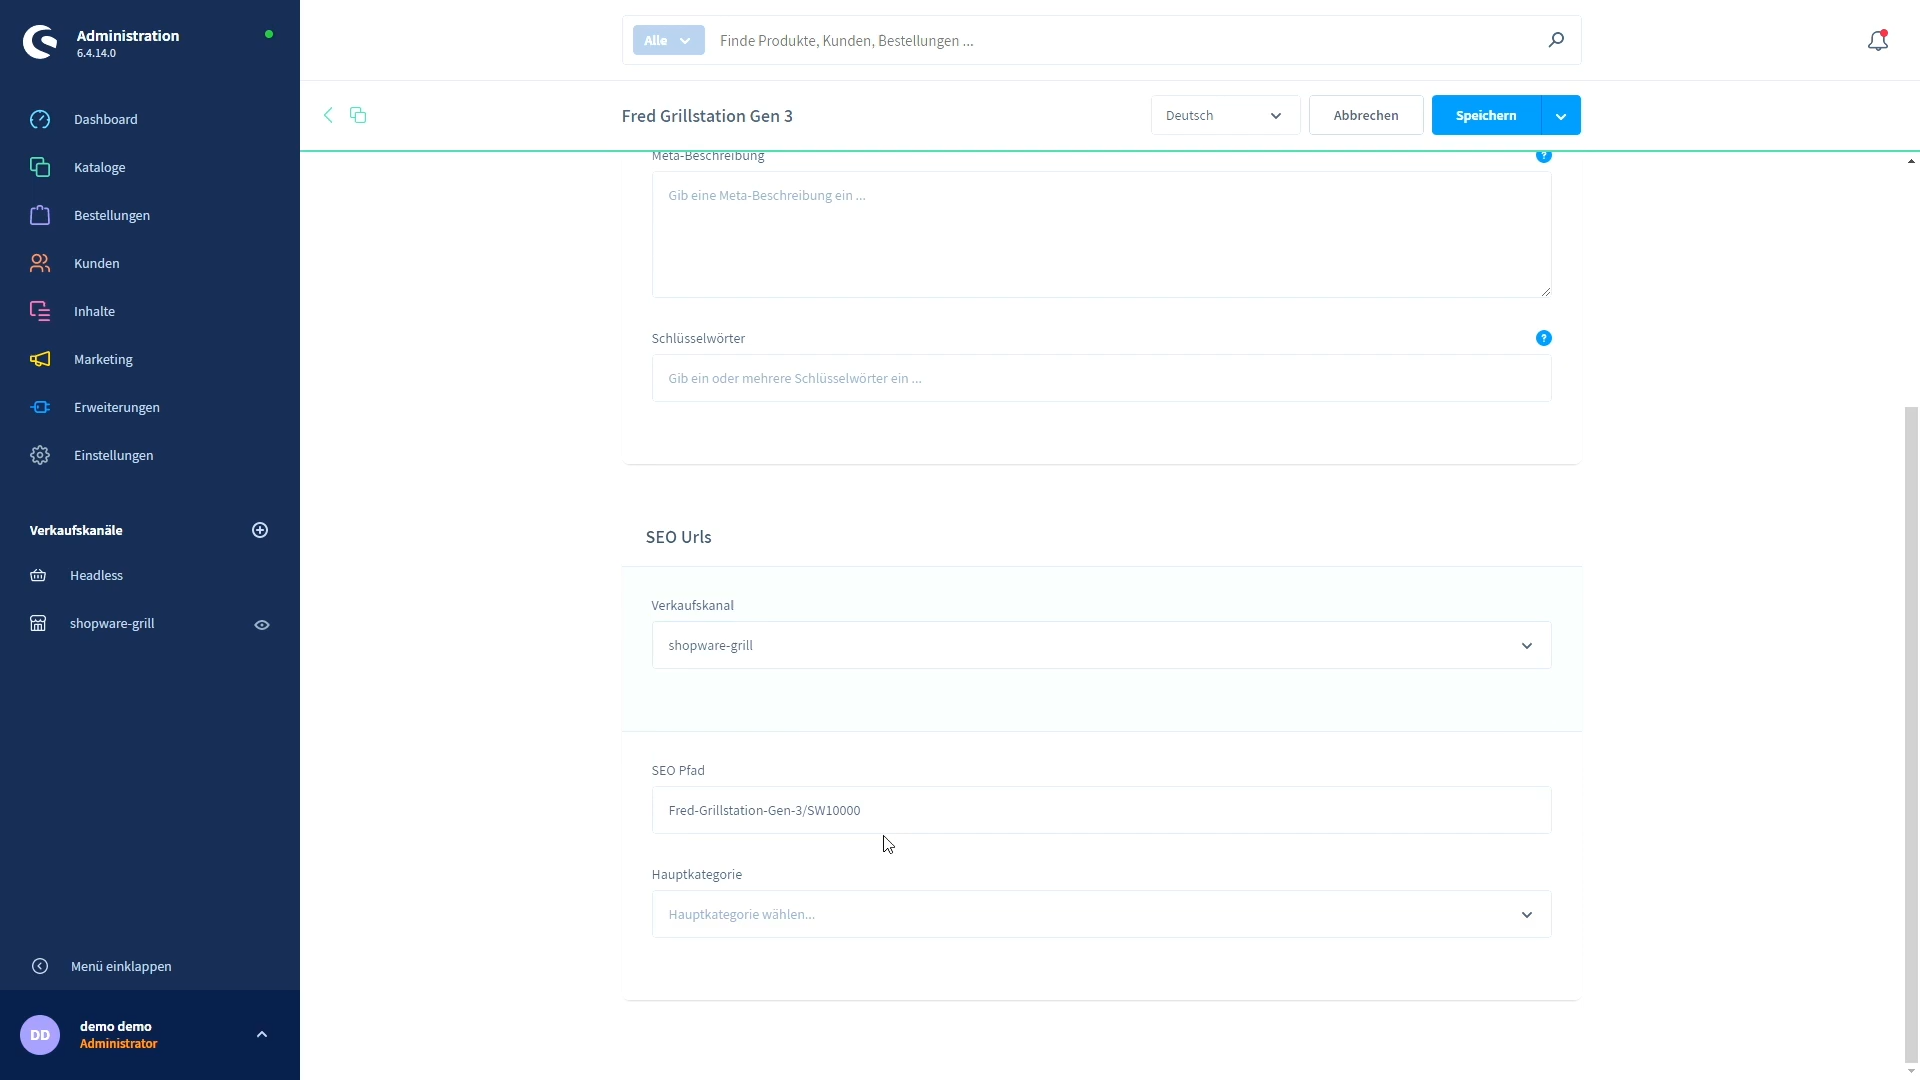 Administration
6.4.14.0
Alle
Finde Produkte, Kunden, Bestellungen ...
Fred Grillstation Gen 3
Deutsch
Abbrechen
Speichern
Dashboard
Kataloge
Bestellungen
Kunden
Inhalte
Marketing
Erweiterungen
Einstellungen
Verkaufskanäle
Headless
shopware-grill
Menü einklappen
DD
demo demo
Administrator
Meta-Beschreibung
?
Gib eine Meta-Beschreibung ein ...
Schlüsselwörter
?
Gib ein oder mehrere Schlüsselwörter ein ...
SEO Urls
Verkaufskanal
shopware-grill
SEO Pfad
Fred-Grillstation-Gen-3/SW10000
Hauptkategorie
Hauptkategorie wählen...